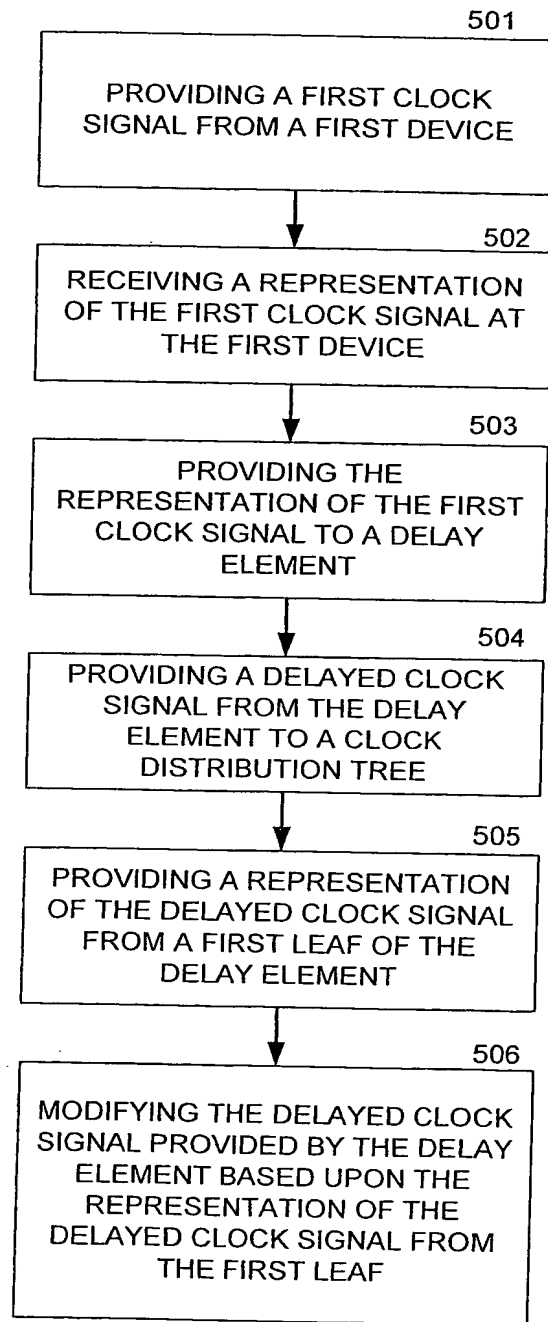 501
PROVIDING A FIRST CLOCK
SIGNAL FROM A FIRST DEVICE
502
RECEIVING A REPRESENTATION
OF THE FIRST CLOCK SIGNAL AT
THE FIRST DEVICE
503
PROVIDING THE
REPRESENTATION OF THE FIRST
CLOCK SIGNAL TO A DELAY
ELEMENT
504
PROVIDING A DELAYED CLOCK
SIGNAL FROM THE DELAY
ELEMENT TO A CLOCK
DISTRIBUTION TREE
505
PROVIDING A REPRESENTATION
OF THE DELAYED CLOCK SIGNAL
FROM A FIRST LEAF OF THE
DELAY ELEMENT
506
MODIFYING THE DELAYED CLOCK
SIGNAL PROVIDED BY THE DELAY
ELEMENT BASED UPON THE
REPRESENTATION OF THE
DELAYED CLOCK SIGNAL FROM
THE FIRST LEAF